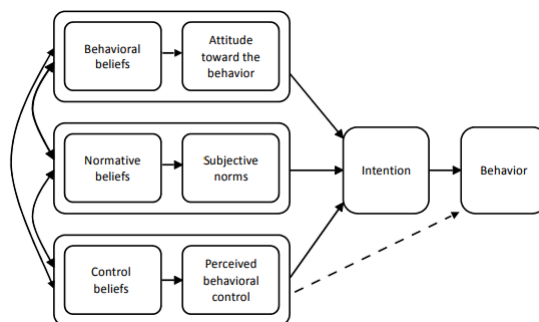 Behavioral
beliefs
Attitude
toward the
behavior
Normative
beliefs
Subjective
norms
Intention
Behavior
Control
beliefs
Perceived
behavioral
control